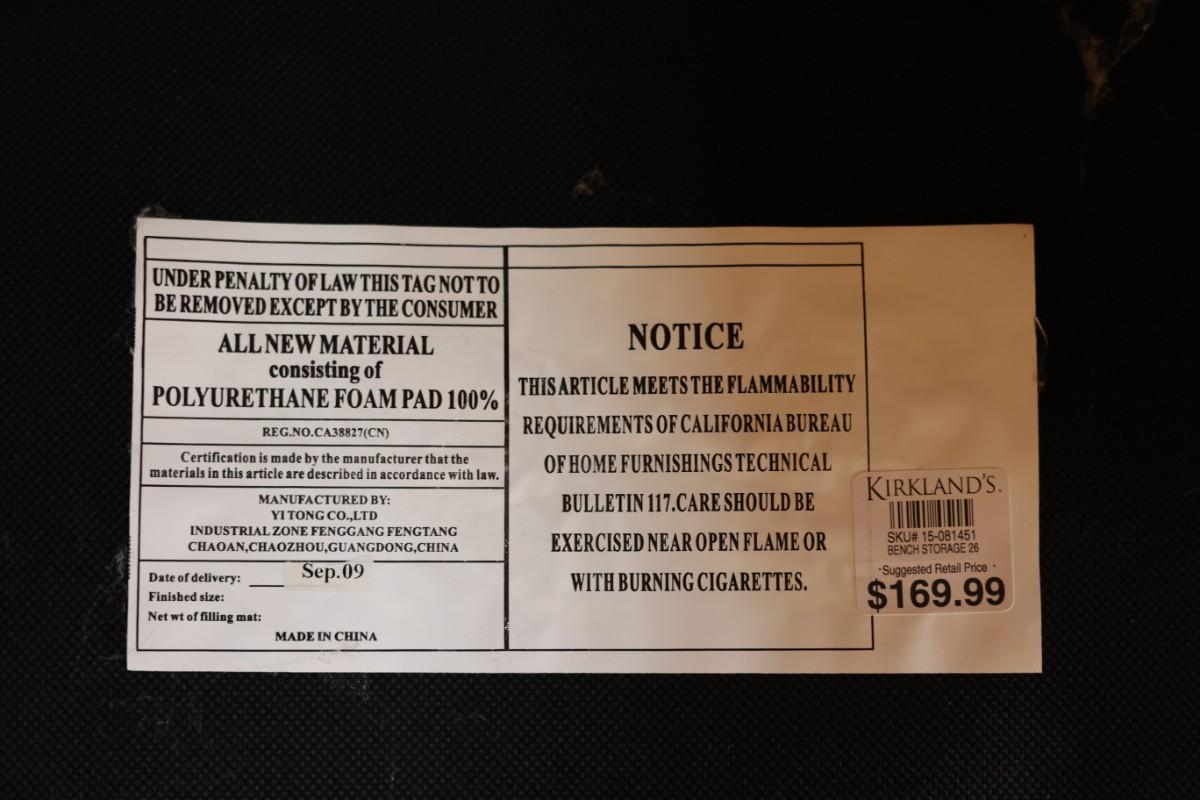 UNDER PENALTY OF LAW THIS TAG NOT TO
BE REMOVED EXCEPT BY THE CONSUMER
ALL NEW MATERIAL
consisting of
POLYURETHANE FOAM PAD 100%
REG.NO.CA38827(CN)
Certification is made by the manufacturer that the
materials in this article are described in accordance with law.
MANUFACTURED BY:
YI TONG CO.,LTD
INDUSTRIAL ZONE FENGGANG FENGTANG
CHAOAN,CHAOZHOU,GUANGDONG,CHINA
Date of delivery: Sep.09
Finished size:
Net wt of filling mat:
MADE IN CHINA
NOTICE
THIS ARTICLE MEETS THE FLAMMABILITY
REQUIREMENTS OF CALIFORNIA BUREAU
OF HOME FURNISHINGS TECHNICAL
BULLETIN 117.CARE SHOULD BE
EXERCISED NEAR OPEN FLAME OR
WITH BURNING CIGARETTES.
KIRKLAND'S
SKU# 15-081451
BENCH STORAGE 26
·Suggested Retail Price·
$169.99